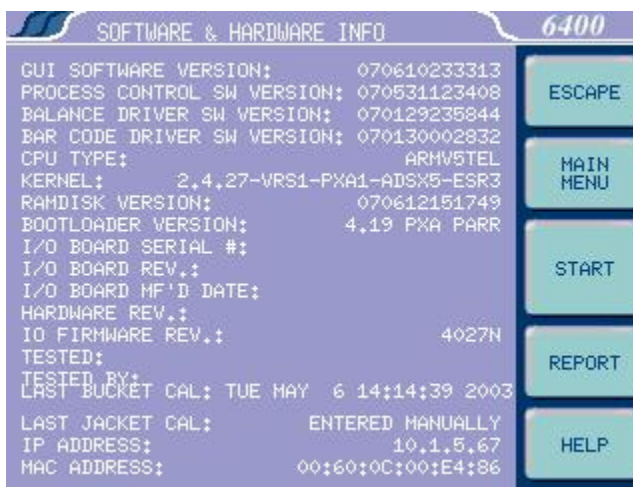 SOFTWARE & HARDWARE INFO
6400
GUI SOFTWARE VERSION: 070610233313
PROCESS CONTROL SW VERSION: 070531123408
BALANCE DRIVER SW VERSION: 070129235844
BAR CODE DRIVER SW VERSION: 070130002832
CPU TYPE: ARMV5TEL
KERNEL: 2.4.27-VRS1-PXA1-ADSX5-ESR3
RAMDISK VERSION: 070612151749
BOOTLOADER VERSION: 4.19 PXA PARR
I/O BOARD SERIAL #:
I/O BOARD REV.:
I/O BOARD MF'D DATE:
HARDWARE REV.:
IO FIRMWARE REV.: 4027N
TESTED:
TESTED BY:
LAST BUCKET CAL: TUE MAY 6 14:14:39 2003
LAST JACKET CAL: ENTERED MANUALLY
IP ADDRESS: 10.1.5.67
MAC ADDRESS: 00:60:0C:00:E4:86
ESCAPE
MAIN
MENU
START
REPORT
HELP